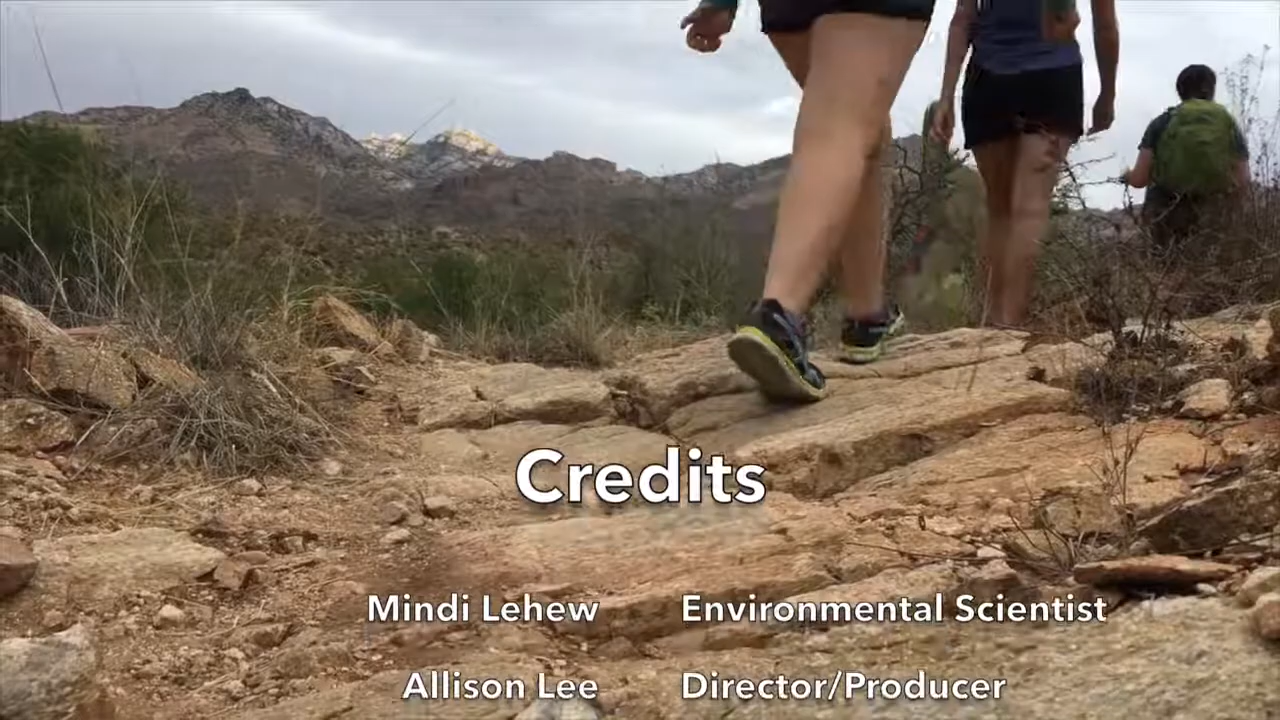 Credits
Mindi Lehew Environmental Scientist
Allison Lee Director/Producer